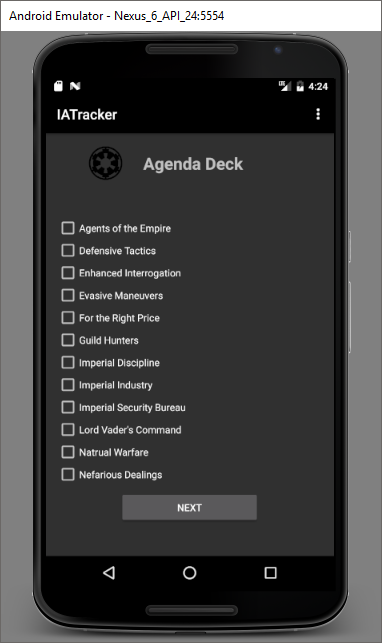 Android Emulator - Nexus_6_API_24:5554
LTE 4:24
IATracker
Agenda Deck
Agents of the Empire
Defensive Tactics
Enhanced Interrogation
Evasive Maneuvers
For the Right Price
Guild Hunters
Imperial Discipline
Imperial Industry
Imperial Security Bureau
Lord Vader's Command
Natrual Warfare
Nefarious Dealings
NEXT